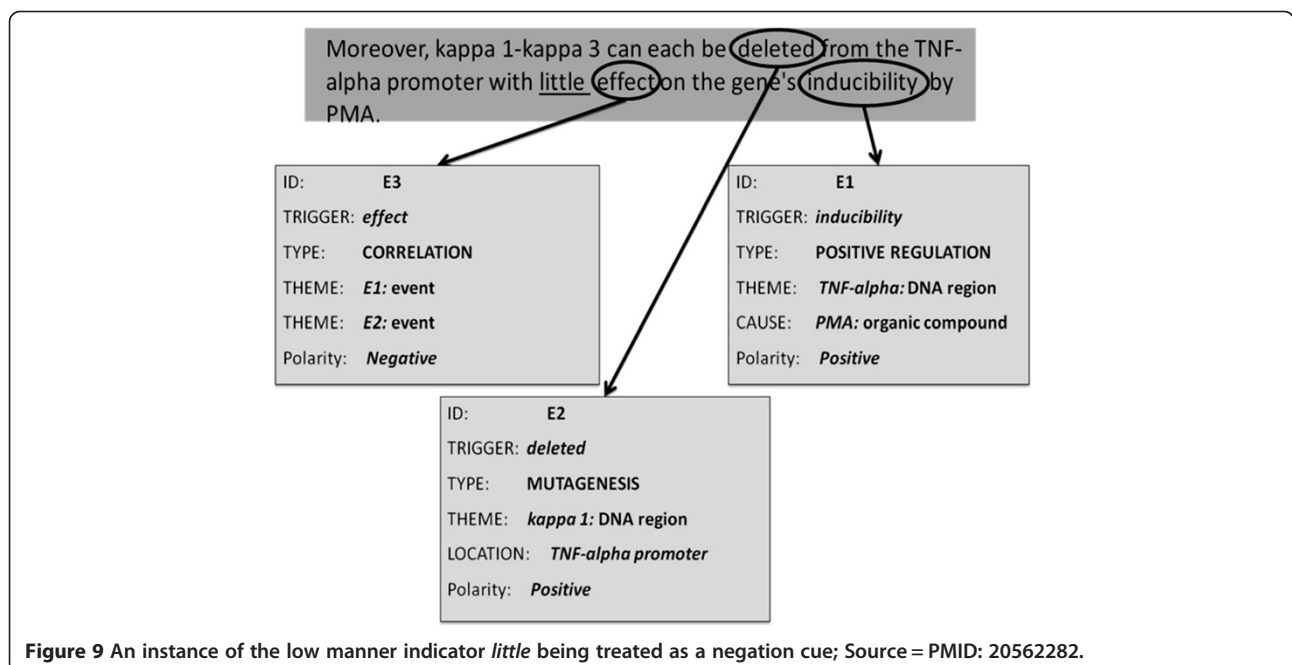 Moreover, kappa 1-kappa 3 can each be deleted from the TNF-
alpha promoter with little effect on the gene's inducibility by
PMA.
ID: E3
TRIGGER: effect
TYPE: CORRELATION
THEME: E1: event
THEME: E2: event
Polarity: Negative
ID: E1
TRIGGER: inducibility
TYPE: POSITIVE REGULATION
THEME: TNF-alpha: DNA region
CAUSE: PMA: organic compound
Polarity: Positive
ID: E2
TRIGGER: deleted
TYPE: MUTAGENESIS
THEME: kappa 1: DNA region
LOCATION: TNF-alpha promoter
Polarity: Positive
Figure 9 An instance of the low manner indicator little being treated as a negation cue; Source = PMID: 20562282.